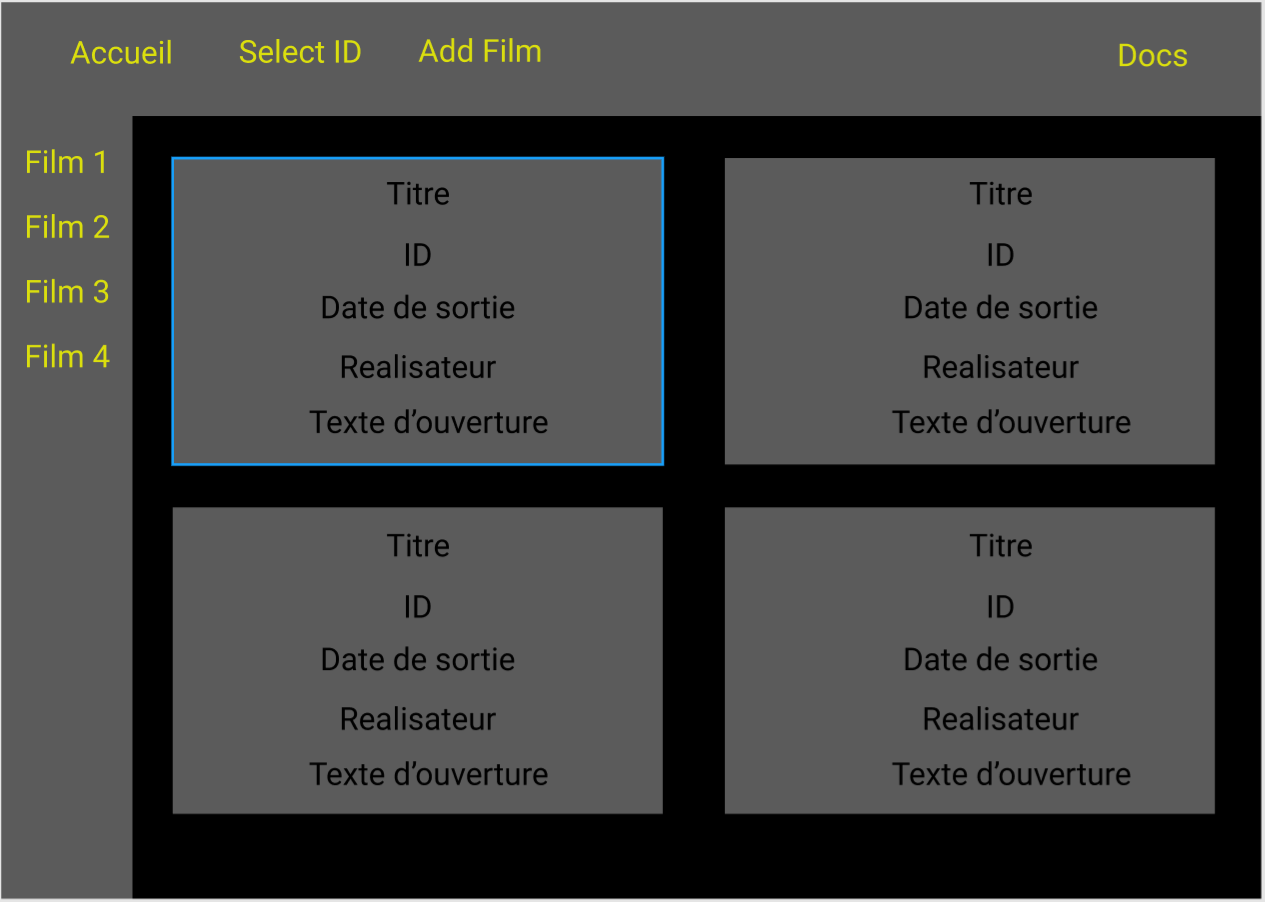 Accueil Select ID Add Film Docs
Film 1
Film 2
Film 3
Film 4
Titre
ID
Date de sortie
Realisateur
Texte d’ouverture
Titre
ID
Date de sortie
Realisateur
Texte d’ouverture
Titre
ID
Date de sortie
Realisateur
Texte d’ouverture
Titre
ID
Date de sortie
Realisateur
Texte d’ouverture